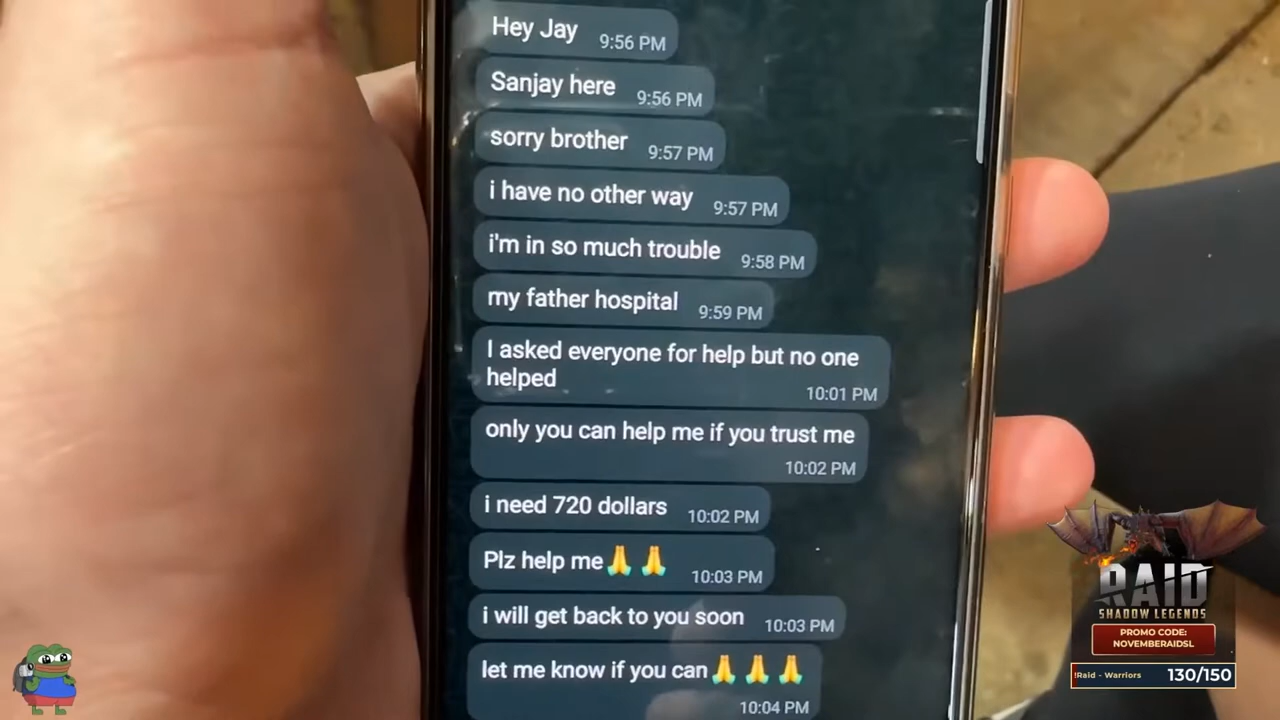 Hey Jay 9:56 PM
Sanjay here 9:56 PM
sorry brother 9:57 PM
i have no other way 9:57 PM
i'm in so much trouble 9:58 PM
my father hospital 9:59 PM
I asked everyone for help but no one
helped 10:01 PM
only you can help me if you trust me
10:02 PM
i need 720 dollars 10:02 PM
Plz help me🙏 🙏 10:03 PM
i will get back to you soon 10:03 PM
let me know if you can🙏 🙏 🙏
10:04 PM
RAID
SHADOW LEGENDS
PROMO CODE:
NOVEMBERAIDSL
!Raid - Warriors 130/150